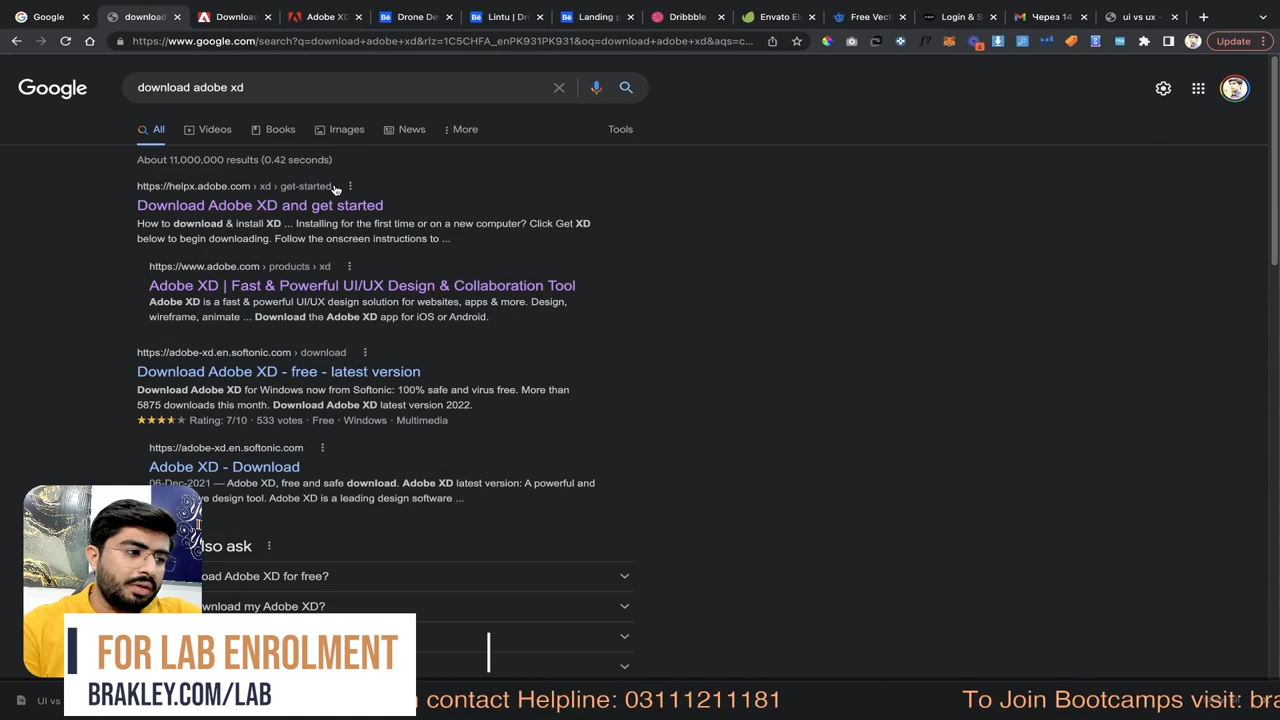 Google
download
Download
Adobe XD
Drone De
Lintu | Dr
Landing p
Dribbble
Envato El
Free Vect
Login & S
Через 14
ui vs ux -
https://www.google.com/search?q=download+adobe+xd&rlz=1C5CHFA_enPK931PK931&oq=download+adobe+xd&aqs=c...
Update
Google
download adobe xd
All
Videos
Books
Images
News
More
Tools
About 11,000,000 results (0.42 seconds)
https://helpx.adobe.com › xd › get-started
Download Adobe XD and get started
How to download & install XD ... Installing for the first time or on a new computer? Click Get XD
below to begin downloading. Follow the onscreen instructions to ...
https://www.adobe.com › products › xd
Adobe XD | Fast & Powerful UI/UX Design & Collaboration Tool
Adobe XD is a fast & powerful UI/UX design solution for websites, apps & more. Design,
wireframe, animate ... Download the Adobe XD app for iOS or Android.
https://adobe-xd.en.softonic.com › download
Download Adobe XD - free - latest version
Download Adobe XD for Windows now from Softonic: 100% safe and virus free. More than
5875 downloads this month. Download Adobe XD latest version 2022.
Rating: 7/10 · 533 votes · Free · Windows · Multimedia
https://adobe-xd.en.softonic.com
Adobe XD - Download
06-Dec-2021 — Adobe XD, free and safe download. Adobe XD latest version: A powerful and
ve design tool. Adobe XD is a leading design software ...
lso ask
oad Adobe XD for free?
wnload my Adobe XD?
FOR LAB ENROLMENT
BRAKLEY.COM/LAB
UI vs
contact Helpline: 03111211181
To Join Bootcamps visit: bra